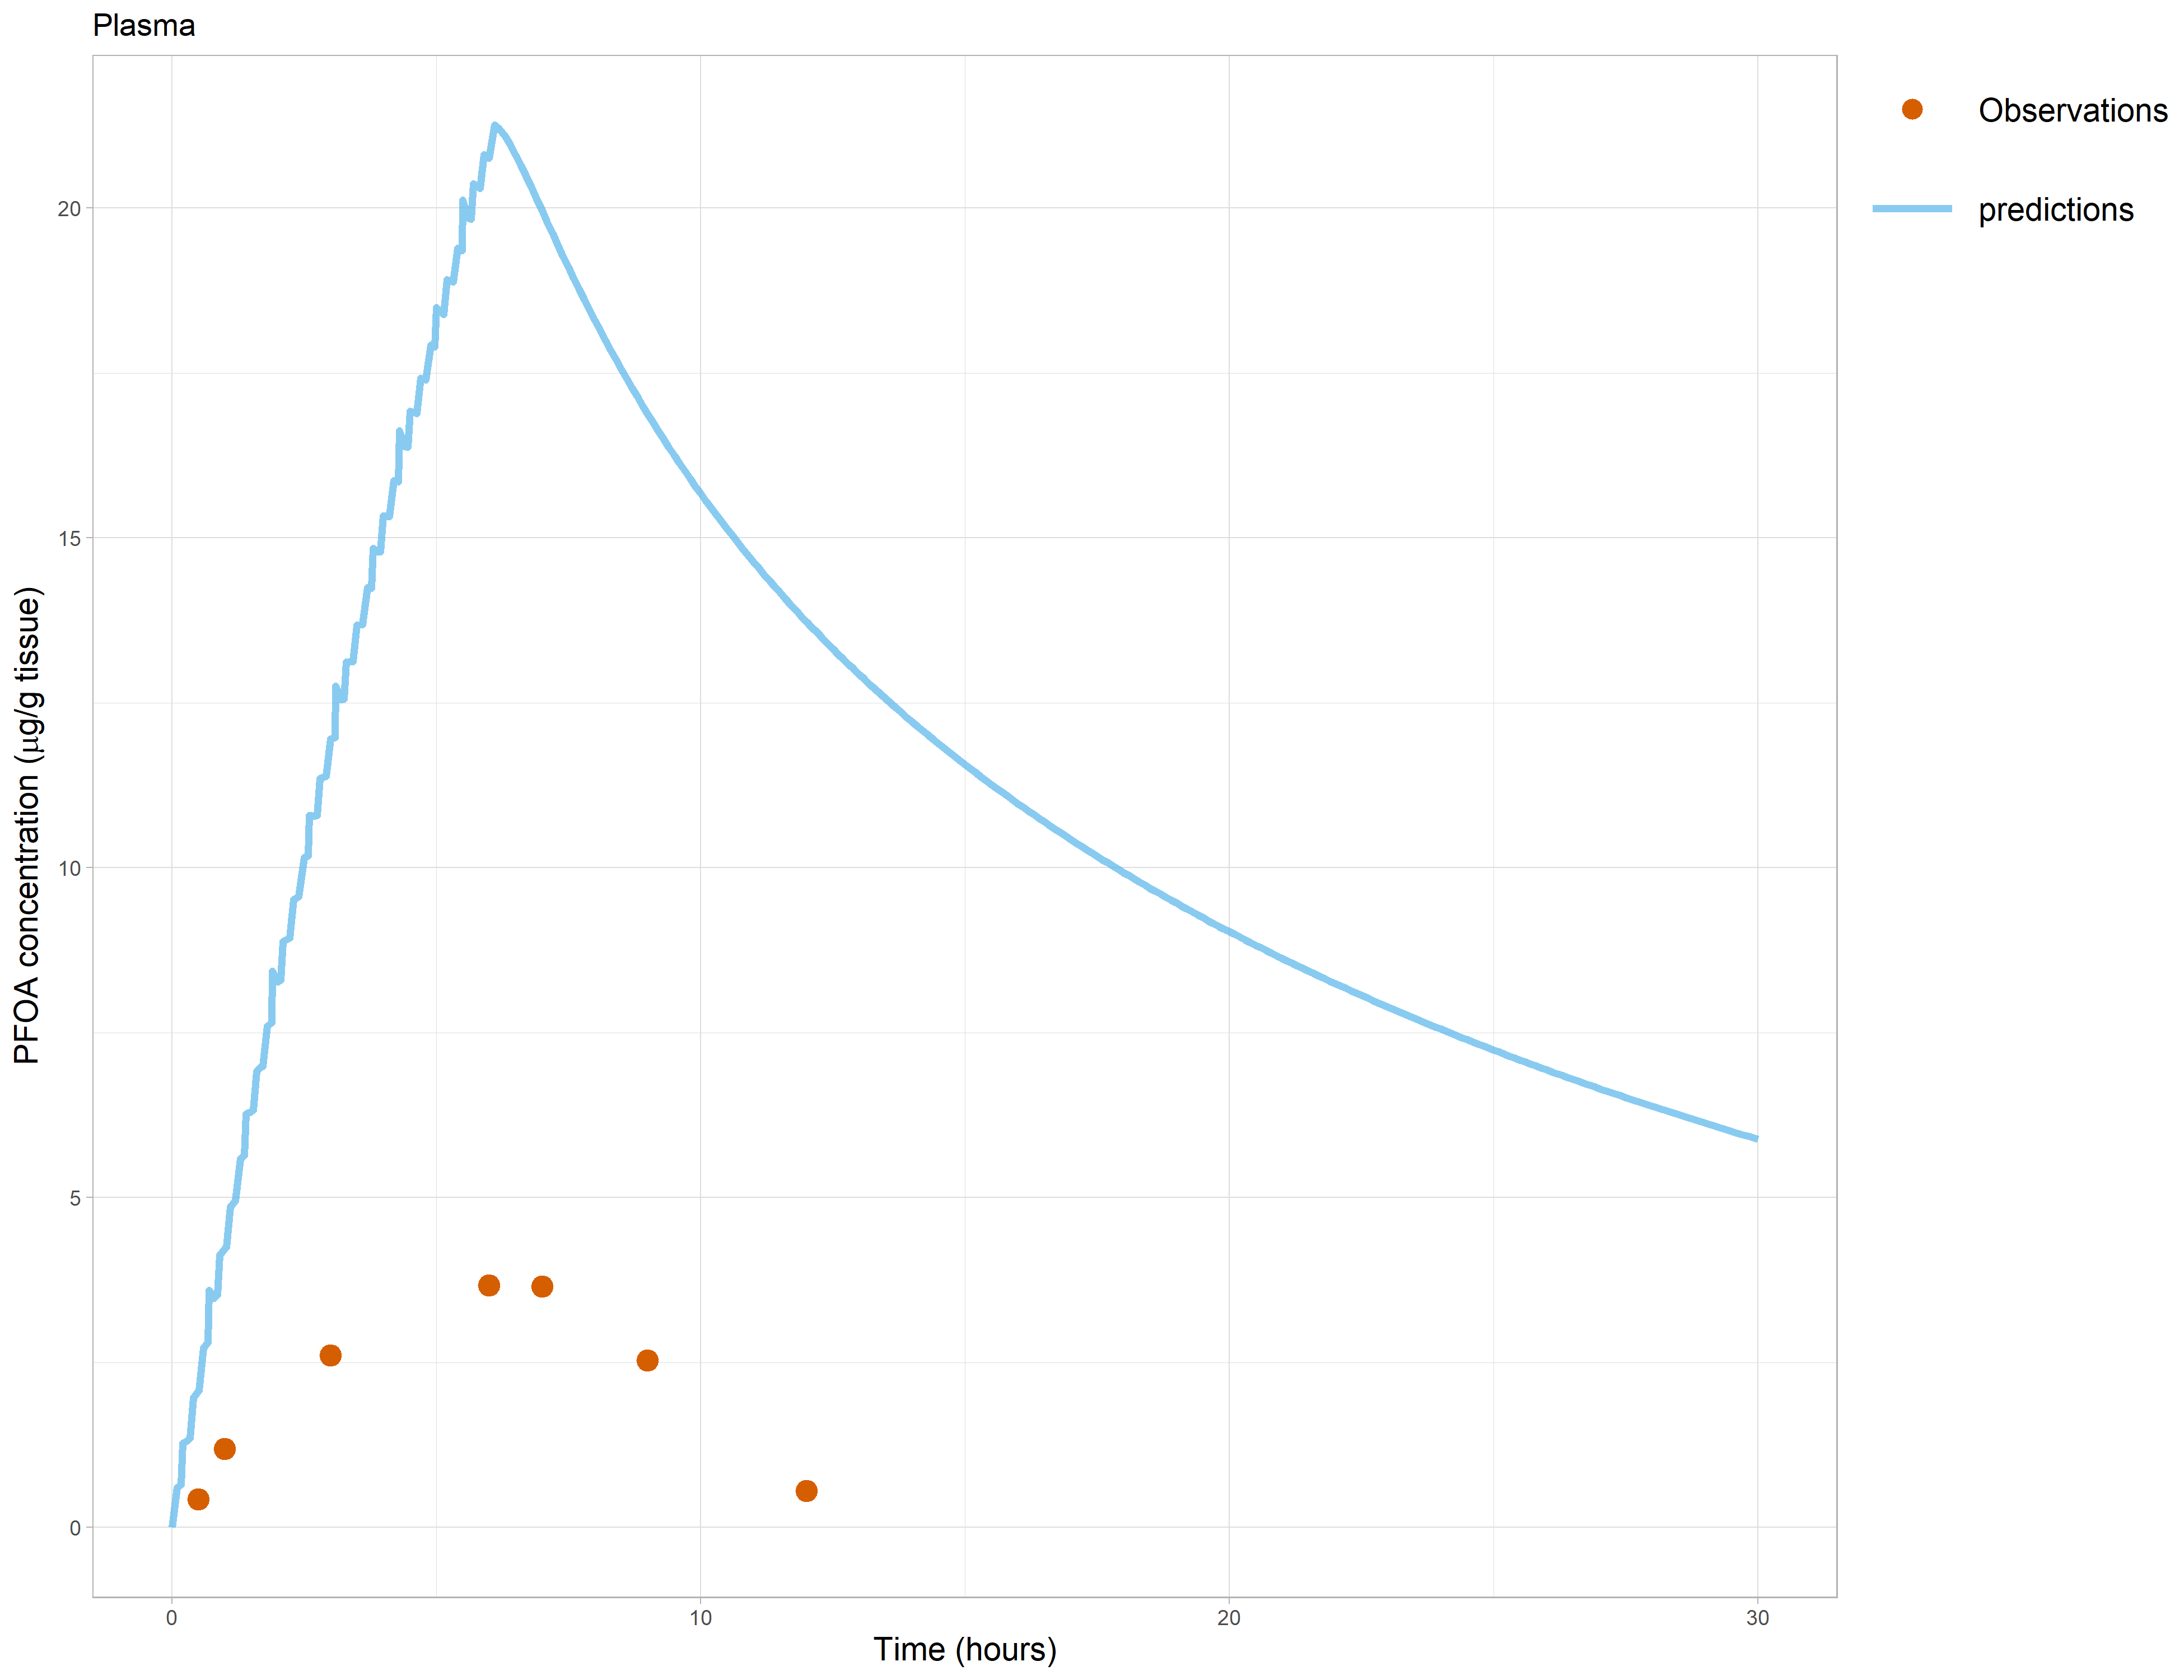 Plasma
Observations
predictions
PFOA concentration (μg/g tissue)
20
15
10
5
0
0 10 20 30
Time (hours)